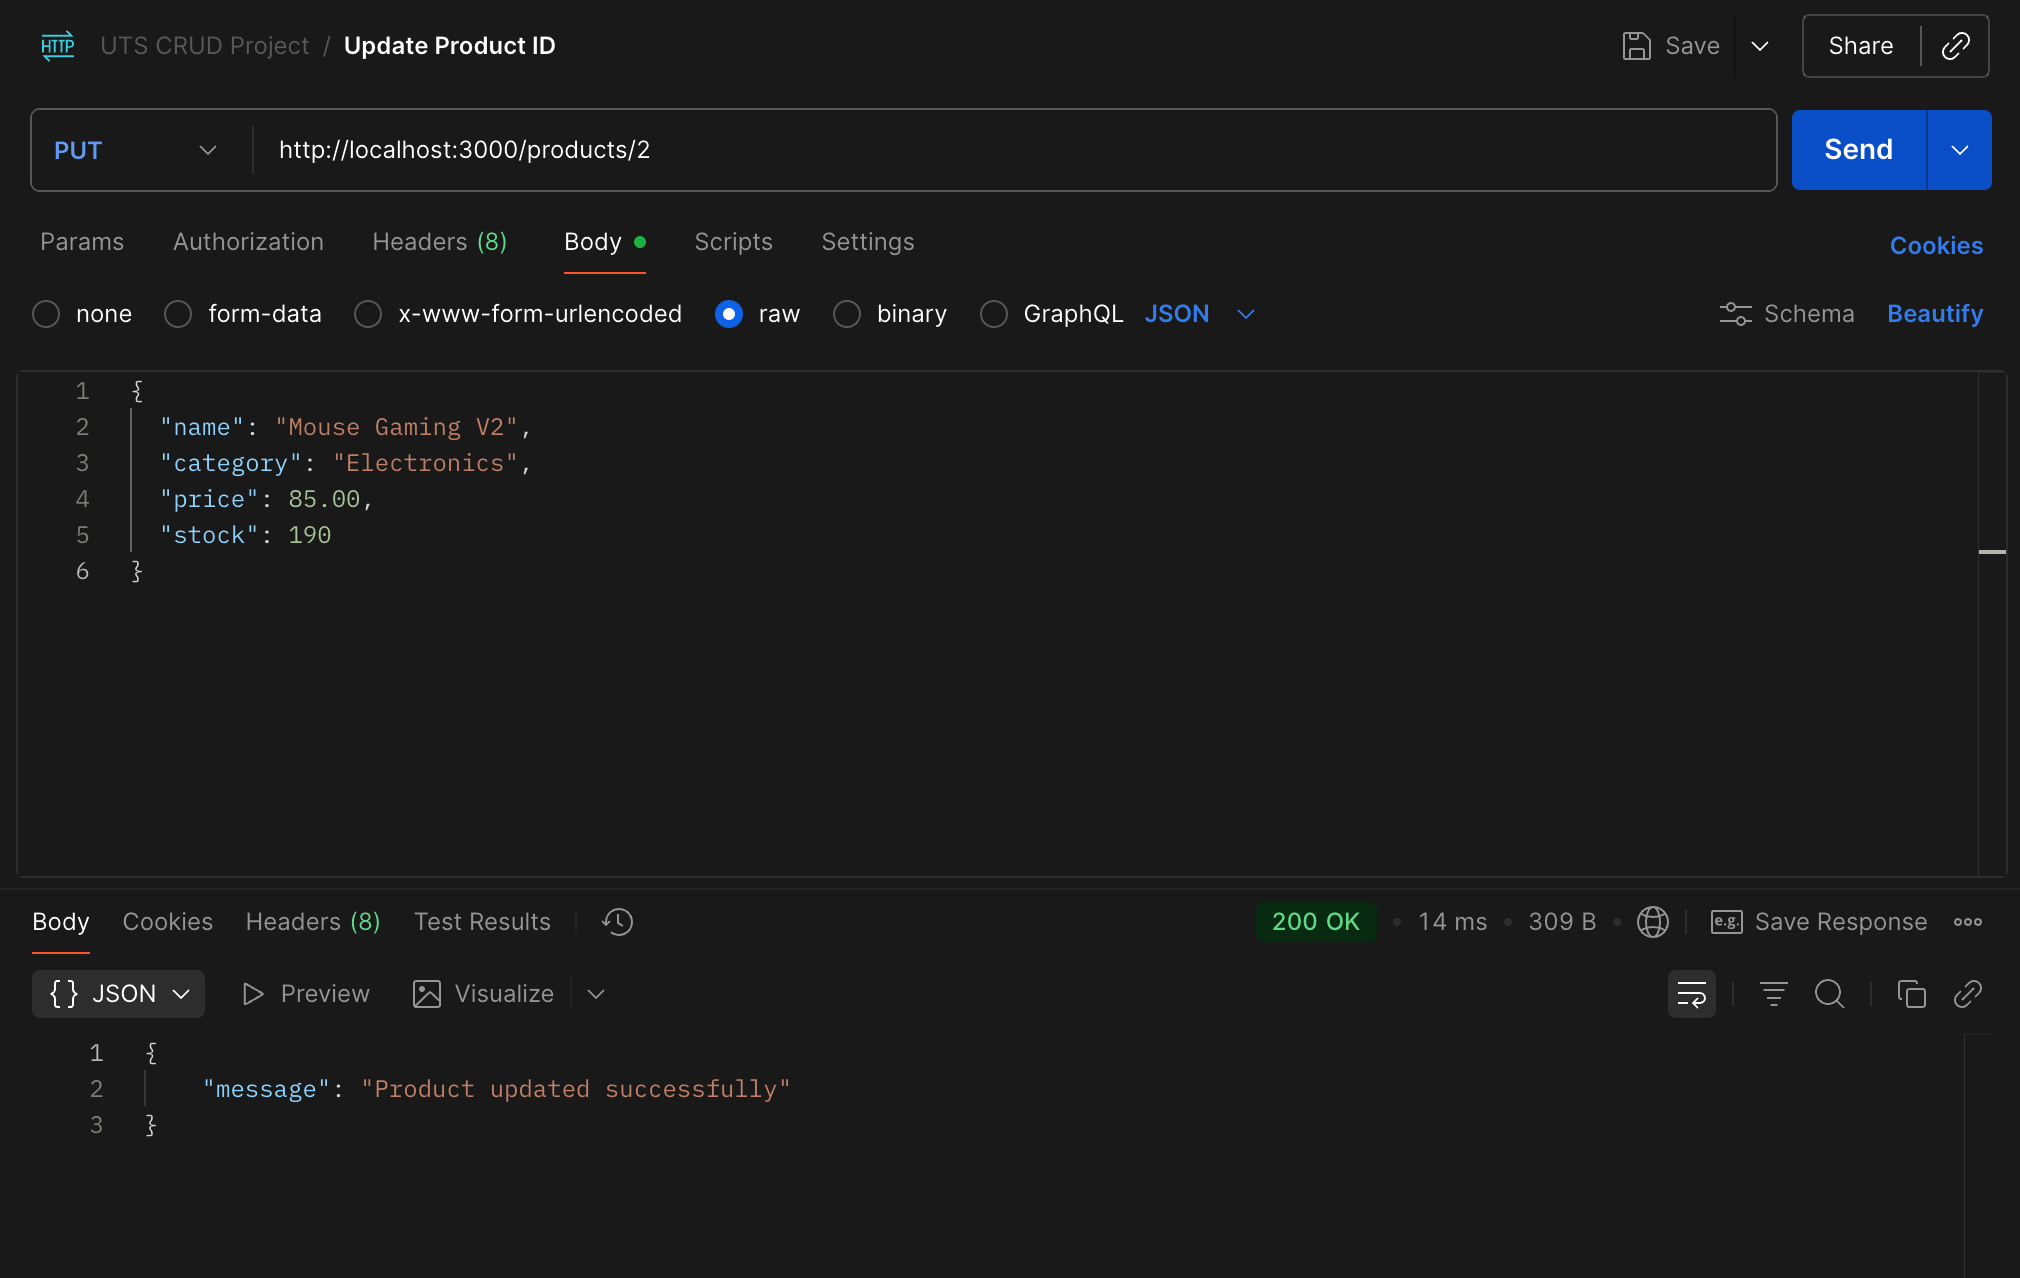 HTTP UTS CRUD Project / Update Product ID Save Share
PUT http://localhost:3000/products/2 Send
Params Authorization Headers (8) Body Scripts Settings Cookies
none form-data x-www-form-urlencoded raw binary GraphQL JSON Schema Beautify
1 {
2 "name": "Mouse Gaming V2",
3 "category": "Electronics",
4 "price": 85.00,
5 "stock": 190
6 }
Body Cookies Headers (8) Test Results 200 OK • 14 ms • 309 B • e.g. Save Response
{} JSON Preview Visualize
1 {
2 "message": "Product updated successfully"
3 }